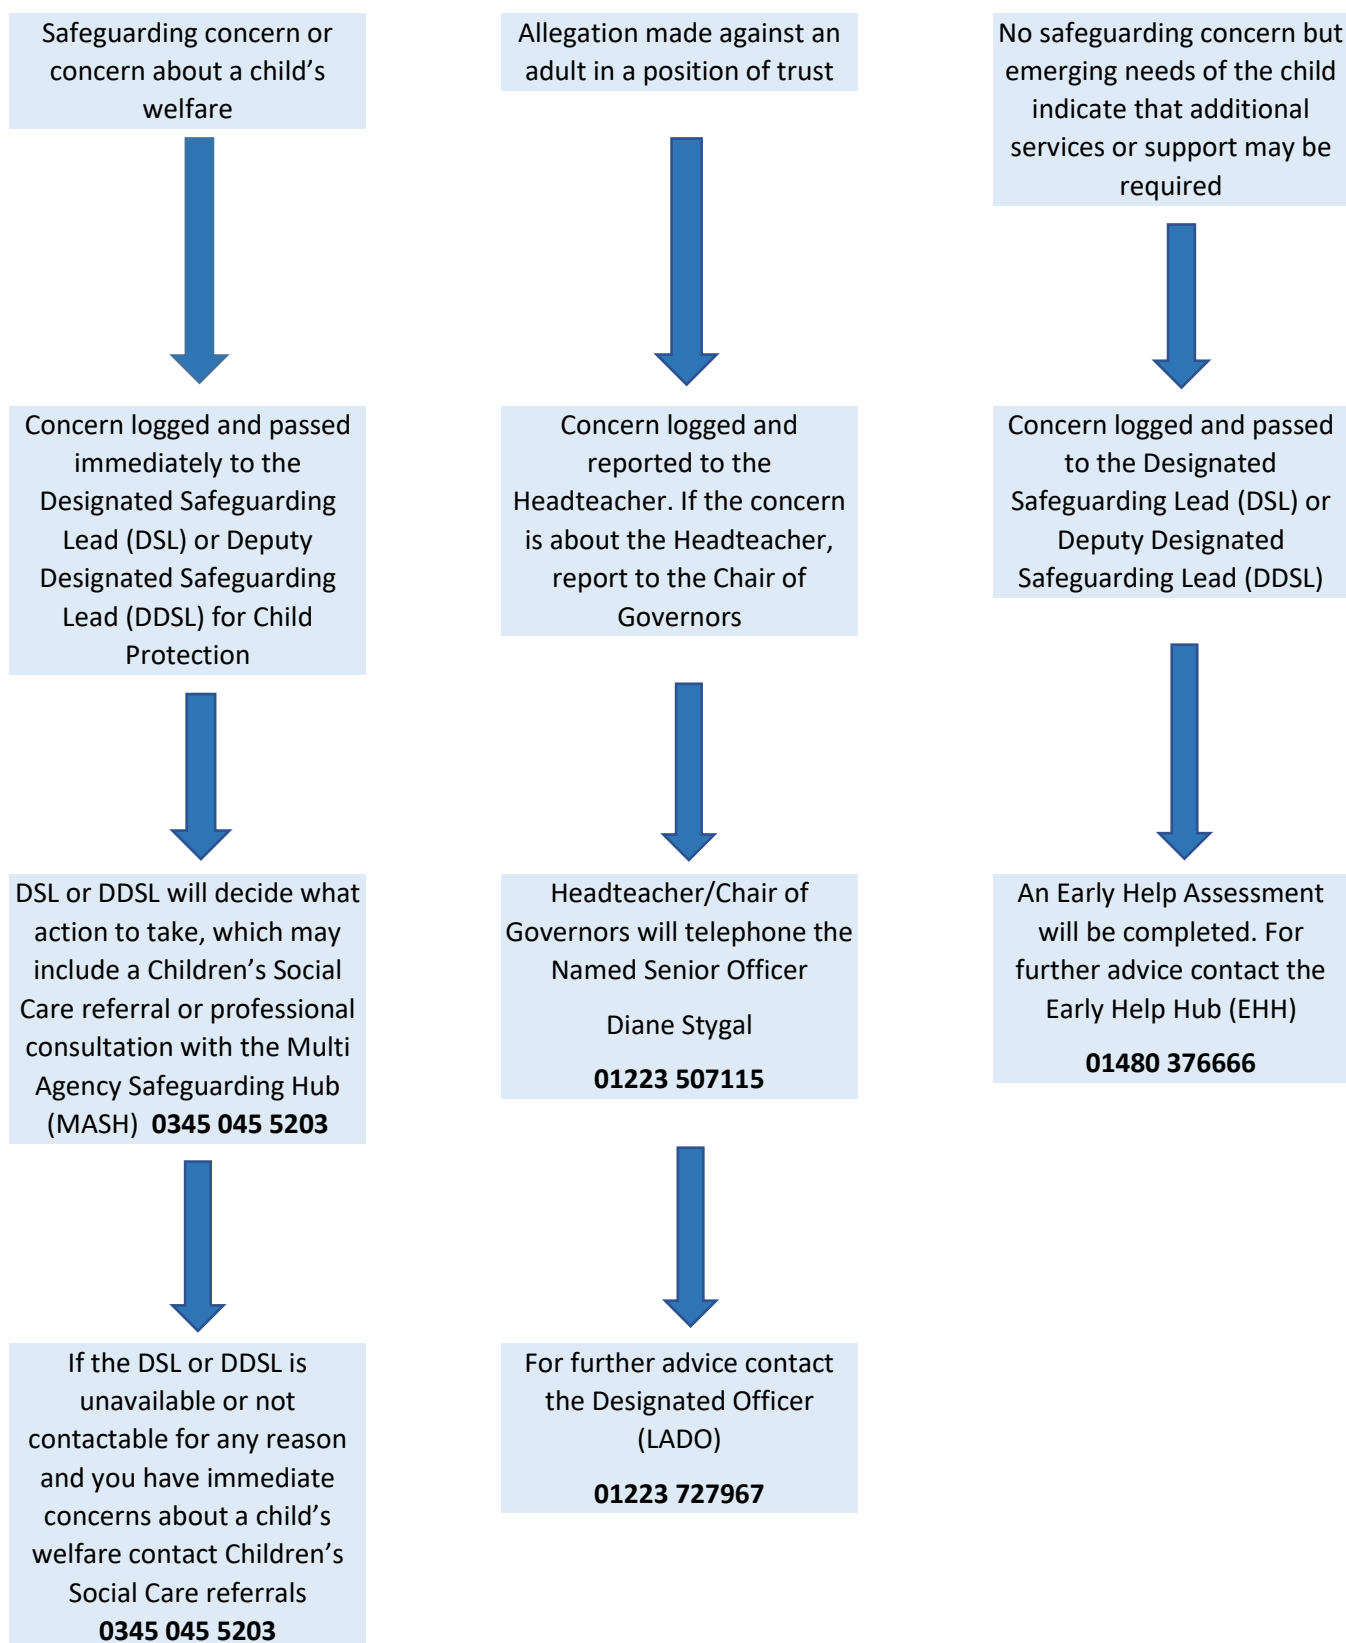 Safeguarding concern or
concern about a child’s
welfare
Concern logged and passed
immediately to the
Designated Safeguarding
Lead (DSL) or Deputy
Designated Safeguarding
Lead (DDSL) for Child
Protection
DSL or DDSL will decide what
action to take, which may
include a Children’s Social
Care referral or professional
consultation with the Multi
Agency Safeguarding Hub
(MASH)  0345 045 5203
If the DSL or DDSL is
unavailable or not
contactable for any reason
and you have immediate
concerns about a child’s
welfare contact Children’s
Social Care referrals
0345 045 5203
Allegation made against an
adult in a position of trust
Concern logged and
reported to the
Headteacher. If the concern
is about the Headteacher,
report to the Chair of
Governors
Headteacher/Chair of
Governors will telephone the
Named Senior Officer
Diane Stygal
01223 507115
For further advice contact
the Designated Officer
(LADO)
01223 727967
No safeguarding concern but
emerging needs of the child
indicate that additional
services or support may be
required
Concern logged and passed
to the Designated
Safeguarding Lead (DSL) or
Deputy Designated
Safeguarding Lead (DDSL)
An Early Help Assessment
will be completed. For
further advice contact the
Early Help Hub (EHH)
01480 376666